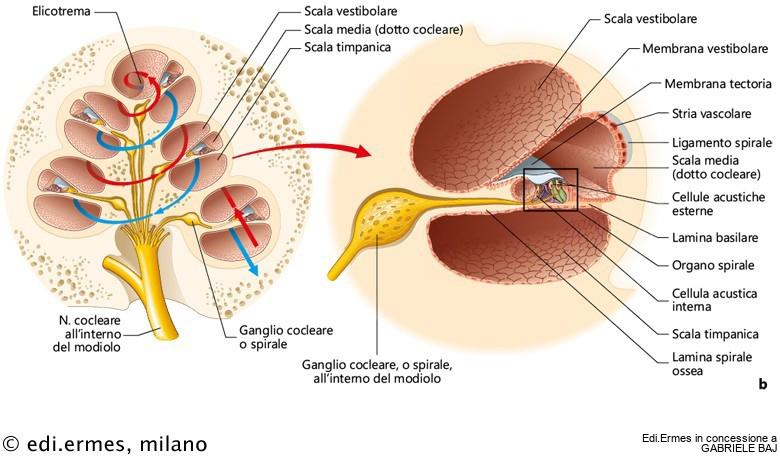 Elicotrema
Scala vestibolare
Scala media (dotto cocleare)
Scala timpanica
N. cocleare
all'interno
del modiolo
Ganglio cocleare
o spirale
Scala vestibolare
Membrana vestibolare
Membrana tectoria
Stria vascolare
Ligamento spirale
Scala media
(dotto cocleare)
Cellule acustiche
esterne
Lamina basilare
Organo spirale
Cellula acustica
interna
Scala timpanica
Lamina spirale
ossea
Ganglio cocleare, o spirale,
all'interno del modiolo
b
© edi.ermes, milano
Edi.Ermes in concessione a
GABRIELE BAJ